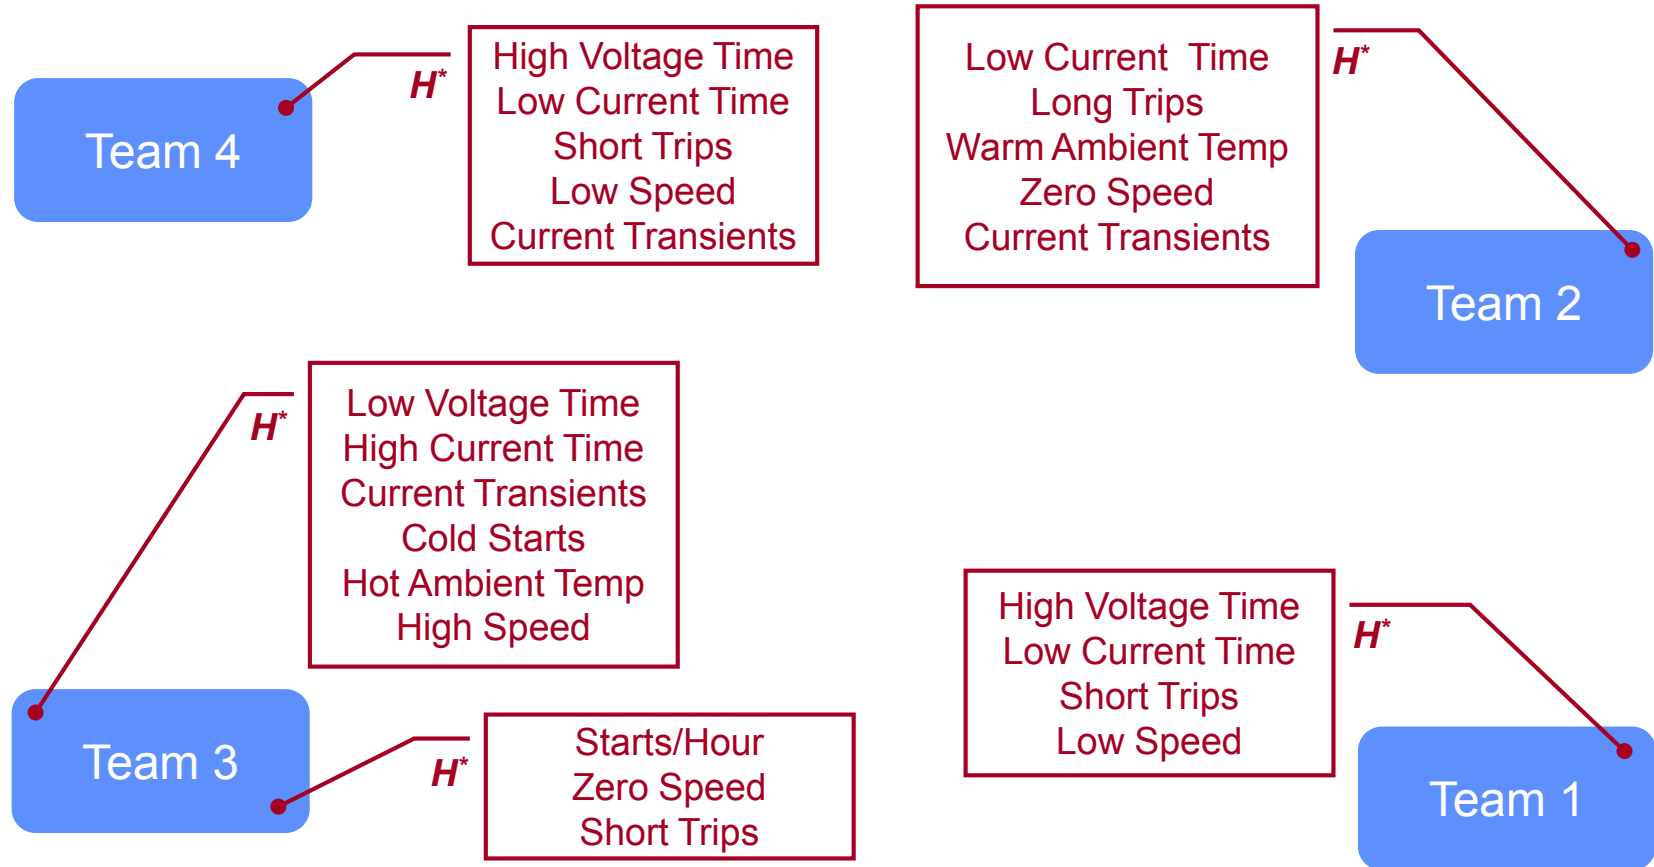 Team 4
H*
High Voltage Time
Low Current Time
Short Trips
Low Speed
Current Transients
Low Current Time
Long Trips
Warm Ambient Temp
Zero Speed
Current Transients
H*
Team 2
H*
Low Voltage Time
High Current Time
Current Transients
Cold Starts
Hot Ambient Temp
High Speed
Team 3
H*
Starts/Hour
Zero Speed
Short Trips
High Voltage Time
Low Current Time
Short Trips
Low Speed
H*
Team 1